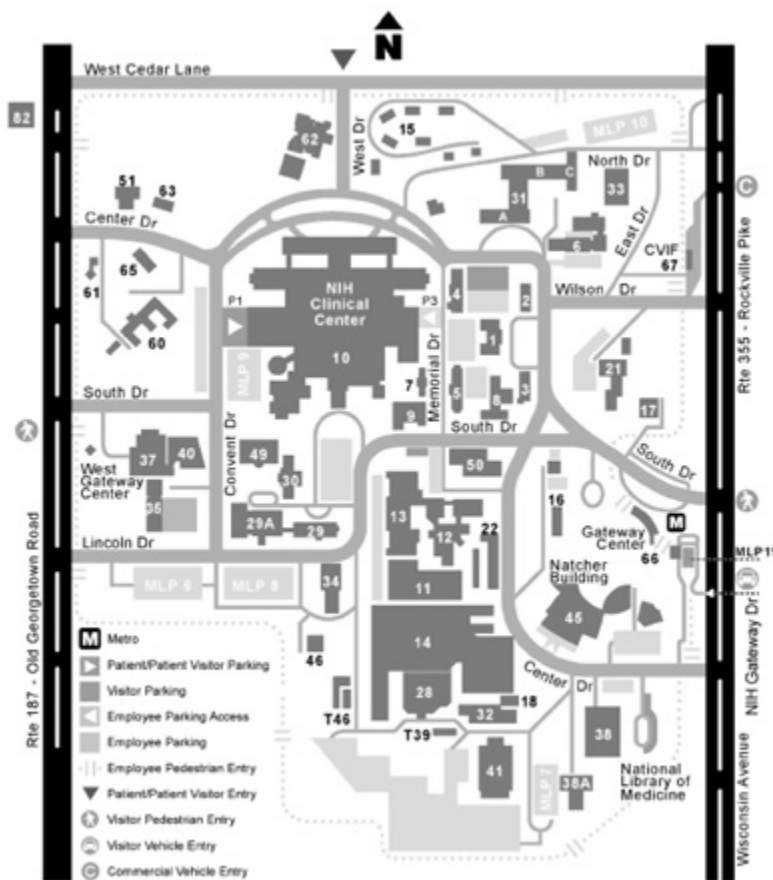 N
West Cedar Lane
82
62
West Dr
15
MLP 10
North Dr
B
C
31
A
33
51
63
Center Dr
6
East Dr
CVIF
67
61
65
60
P1
NIH
Clinical
Center
10
P3
4
2
Wilson Dr
1
MLP 9
7
Memorial Dr
5
8
3
21
9
17
South Dr
South Dr
South Dr
Convent Dr
49
37
40
West
Gateway
Center
30
50
35
29A
29
13
12
22
16
Gateway
Center
66
M
MLP 11
Lincoln Dr
MLP 6
MLP 8
34
11
Natcher
Building
45
46
14
Center Dr
28
18
T46
32
T39
41
MLP 7
38
38A
National
Library of
Medicine
Rte 187 - Old Georgetown Road
Rte 355 - Rockville Pike
C
NIH Gateway Dr
Wisconsin Avenue
M Metro
Patient/Patient Visitor Parking
Visitor Parking
Employee Parking Access
Employee Parking
Employee Pedestrian Entry
Patient/Patient Visitor Entry
Visitor Pedestrian Entry
Visitor Vehicle Entry
C Commercial Vehicle Entry